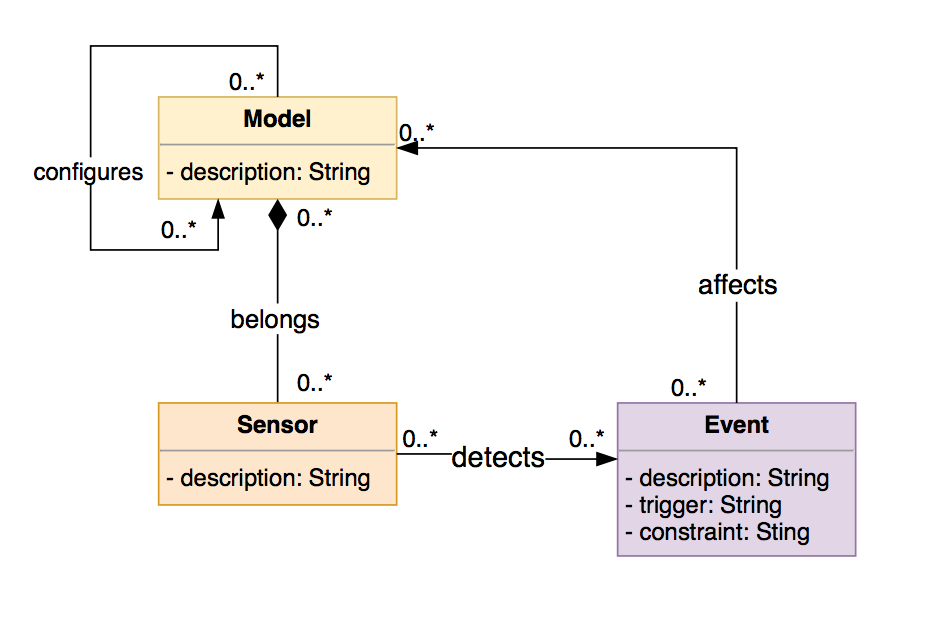 0..*
Model
- description: String
configures
0..*
0..*
0..*
belongs
0..*
affects
0..*
Sensor
- description: String
0..*
detects
0..*
Event
- description: String
- trigger: String
- constraint: Sting